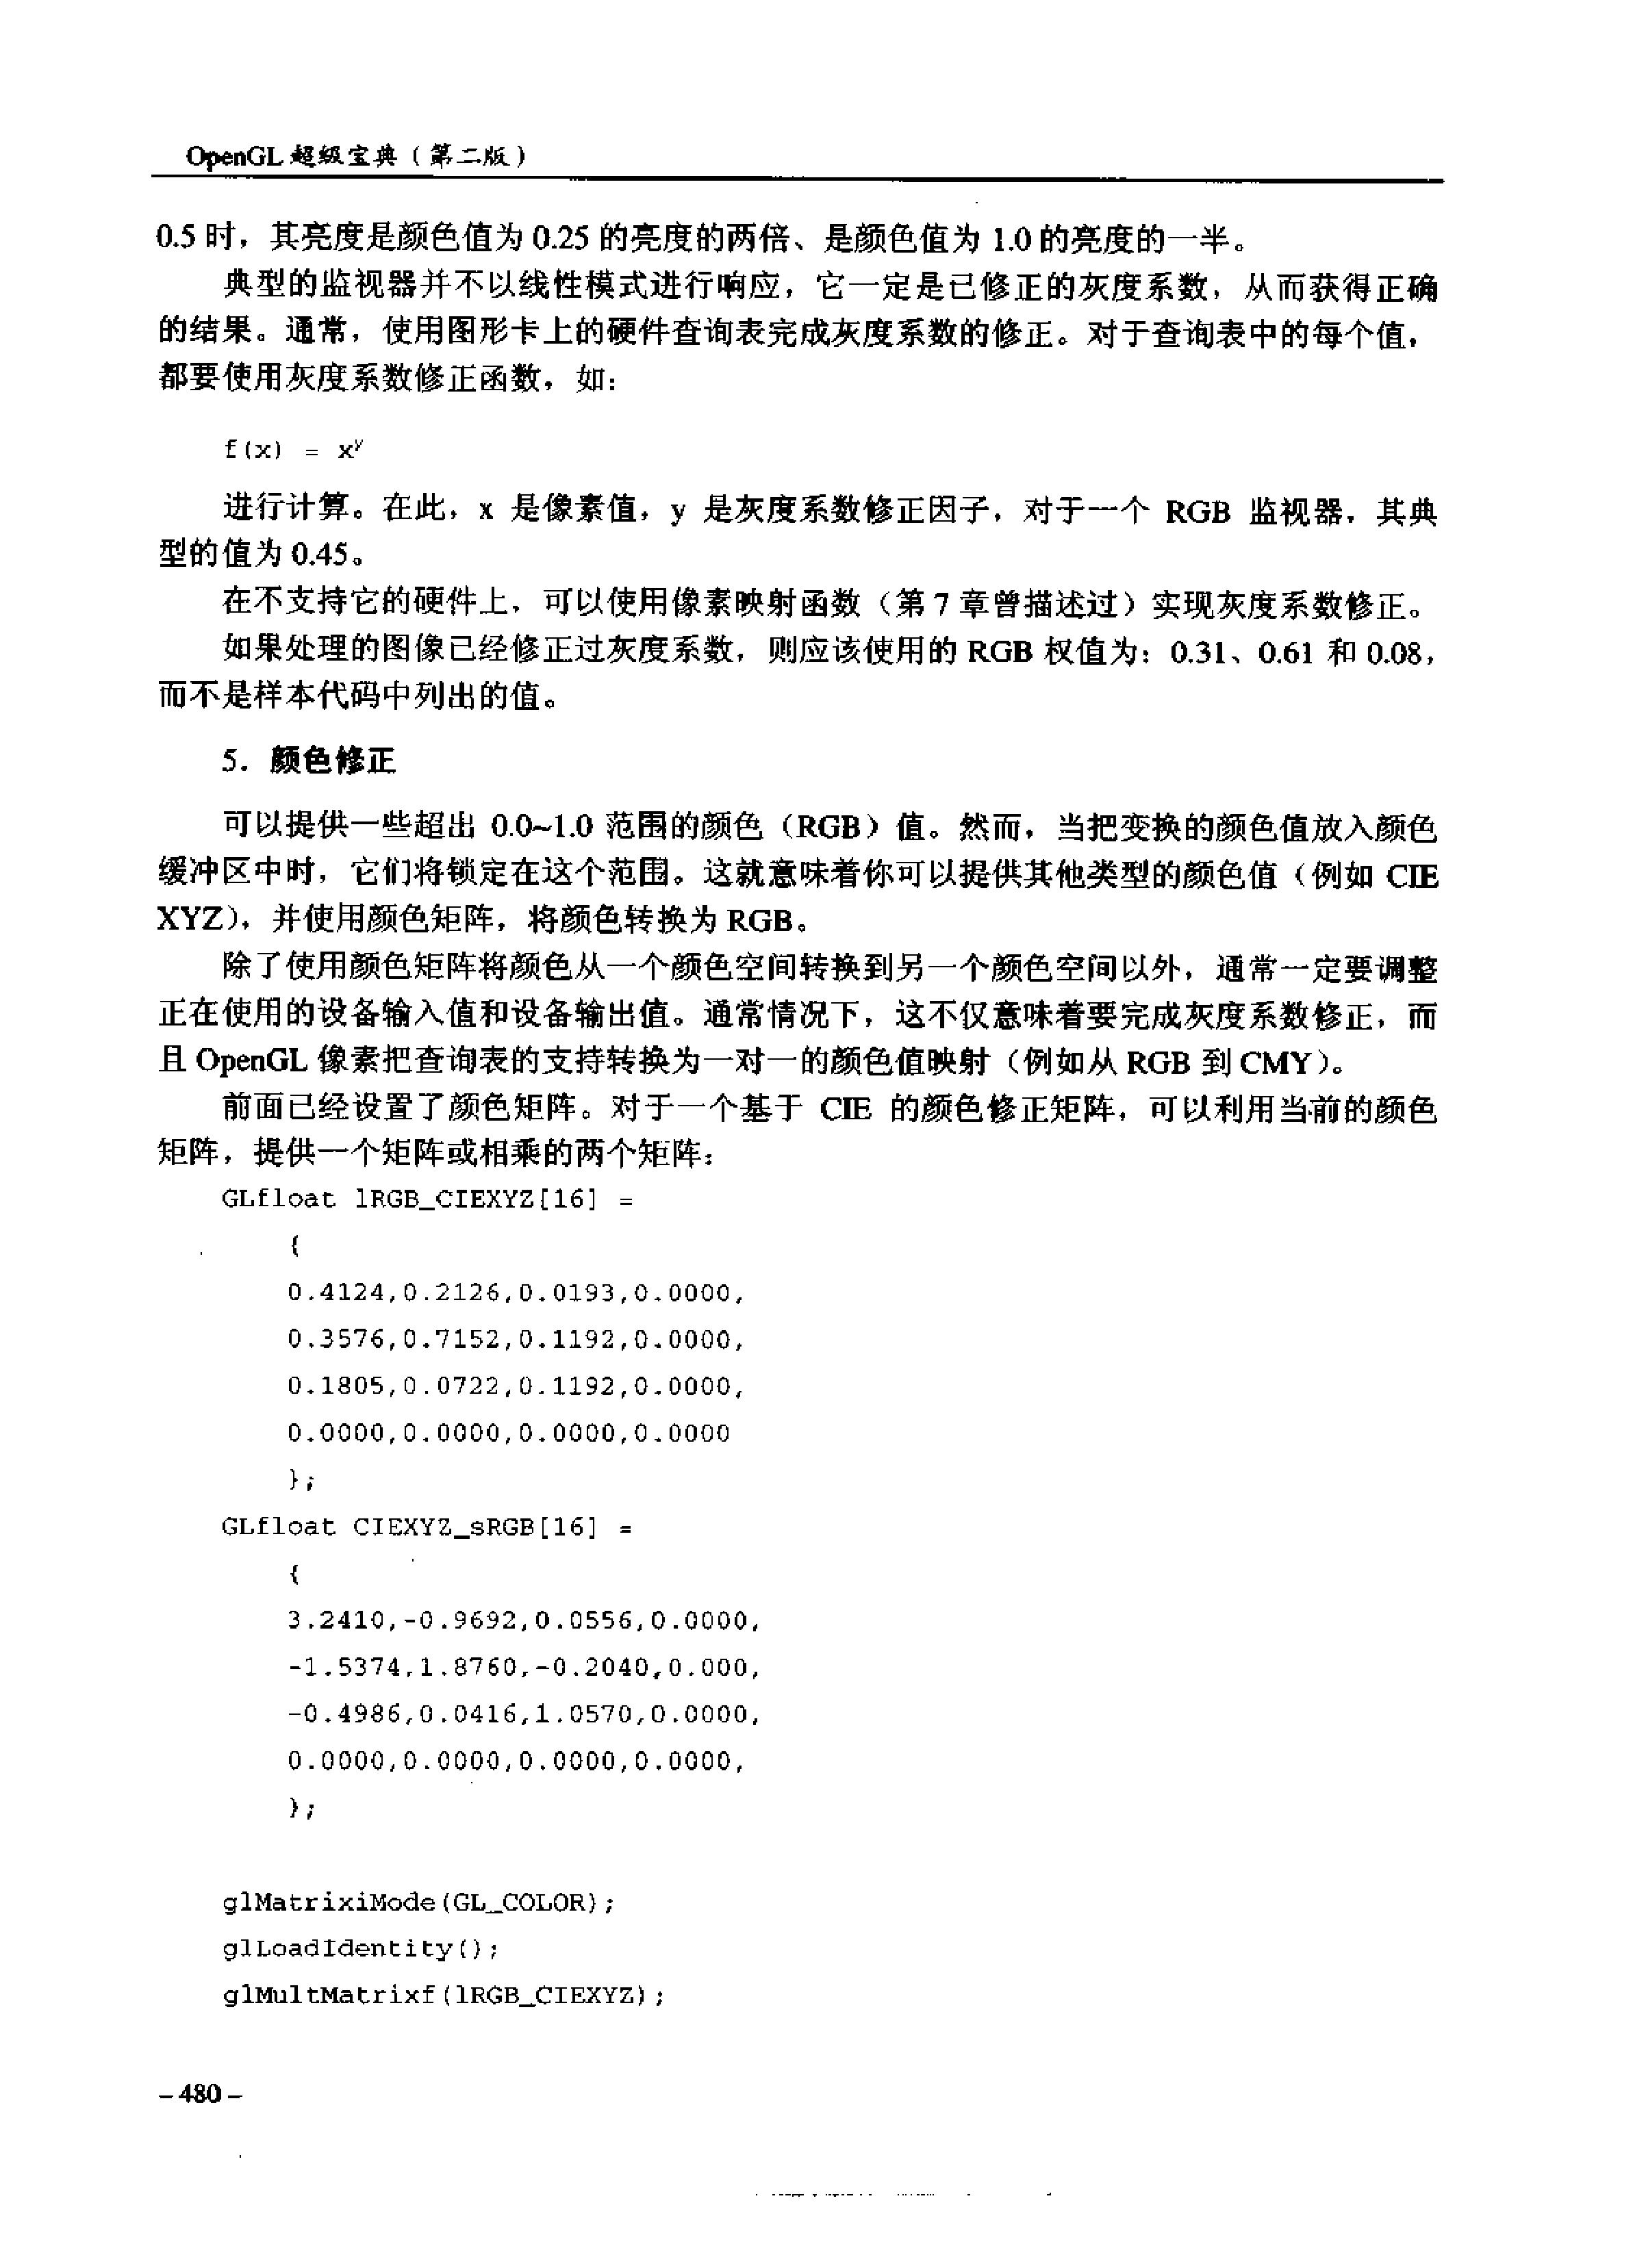 OpenGL 超级宝典（第二版）
0.5 时，其亮度是颜色值为 0.25 的亮度的两倍、是颜色值为 1.0 的亮度的一半。
典型的监视器并不以线性模式进行响应，它一定是已修正的灰度系数，从而获得正确
的结果。通常，使用图形卡上的硬件查询表完成灰度系数的修正。对于查询表中的每个值，
都要使用灰度系数修正函数，如：
f(x) = xʸ
进行计算。在此，x 是像素值，y 是灰度系数修正因子，对于一个 RGB 监视器，其典
型的值为 0.45。
在不支持它的硬件上，可以使用像素映射函数（第 7 章曾描述过）实现灰度系数修正。
如果处理的图像已经修正过灰度系数，则应该使用的 RGB 权值为：0.31、0.61 和 0.08，
而不是样本代码中列出的值。
5．颜色修正
可以提供一些超出 0.0~1.0 范围的颜色（RGB）值。然而，当把变换的颜色值放入颜色
缓冲区中时，它们将锁定在这个范围。这就意味着你可以提供其他类型的颜色值（例如 CIE
XYZ），并使用颜色矩阵，将颜色转换为 RGB。
除了使用颜色矩阵将颜色从一个颜色空间转换到另一个颜色空间以外，通常一定要调整
正在使用的设备输入值和设备输出值。通常情况下，这不仅意味着要完成灰度系数修正，而
且 OpenGL 像素把查询表的支持转换为一对一的颜色值映射（例如从 RGB 到 CMY）。
前面已经设置了颜色矩阵。对于一个基于 CIE 的颜色修正矩阵，可以利用当前的颜色
矩阵，提供一个矩阵或相乘的两个矩阵：
GLfloat lRGB_CIEXYZ[16] =
{
0.4124,0.2126,0.0193,0.0000,
0.3576,0.7152,0.1192,0.0000,
0.1805,0.0722,0.1192,0.0000,
0.0000,0.0000,0.0000,0.0000
};
GLfloat CIEXYZ_sRGB[16] =
{
3.2410,-0.9692,0.0556,0.0000,
-1.5374,1.8760,-0.2040,0.000,
-0.4986,0.0416,1.0570,0.0000,
0.0000,0.0000,0.0000,0.0000,
};
glMatrixiMode(GL_COLOR);
glLoadIdentity();
glMultMatrixf(lRGB_CIEXYZ);
– 480 –